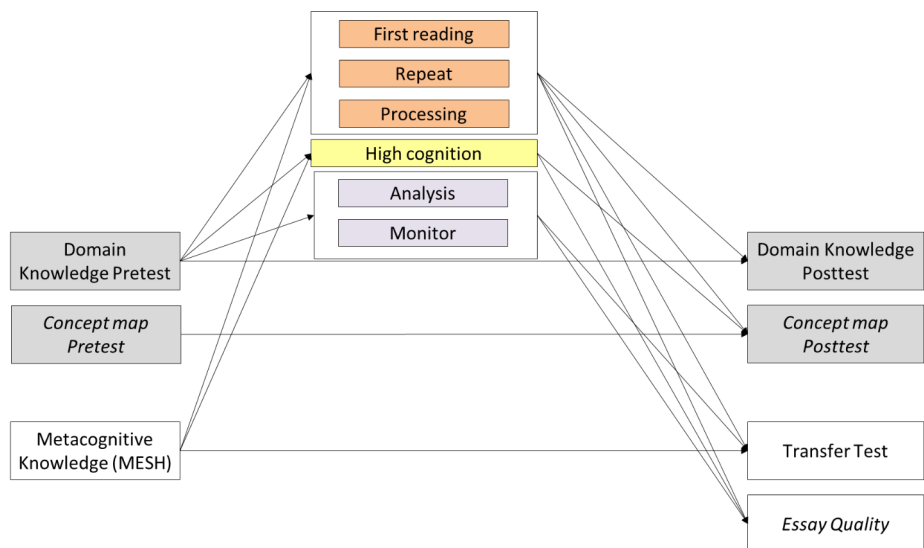 First reading
Repeat
Processing
High cognition
Analysis
Monitor
Domain
Knowledge Pretest
Concept map
Pretest
Metacognitive
Knowledge (MESH)
Domain Knowledge
Posttest
Concept map
Posttest
Transfer Test
Essay Quality